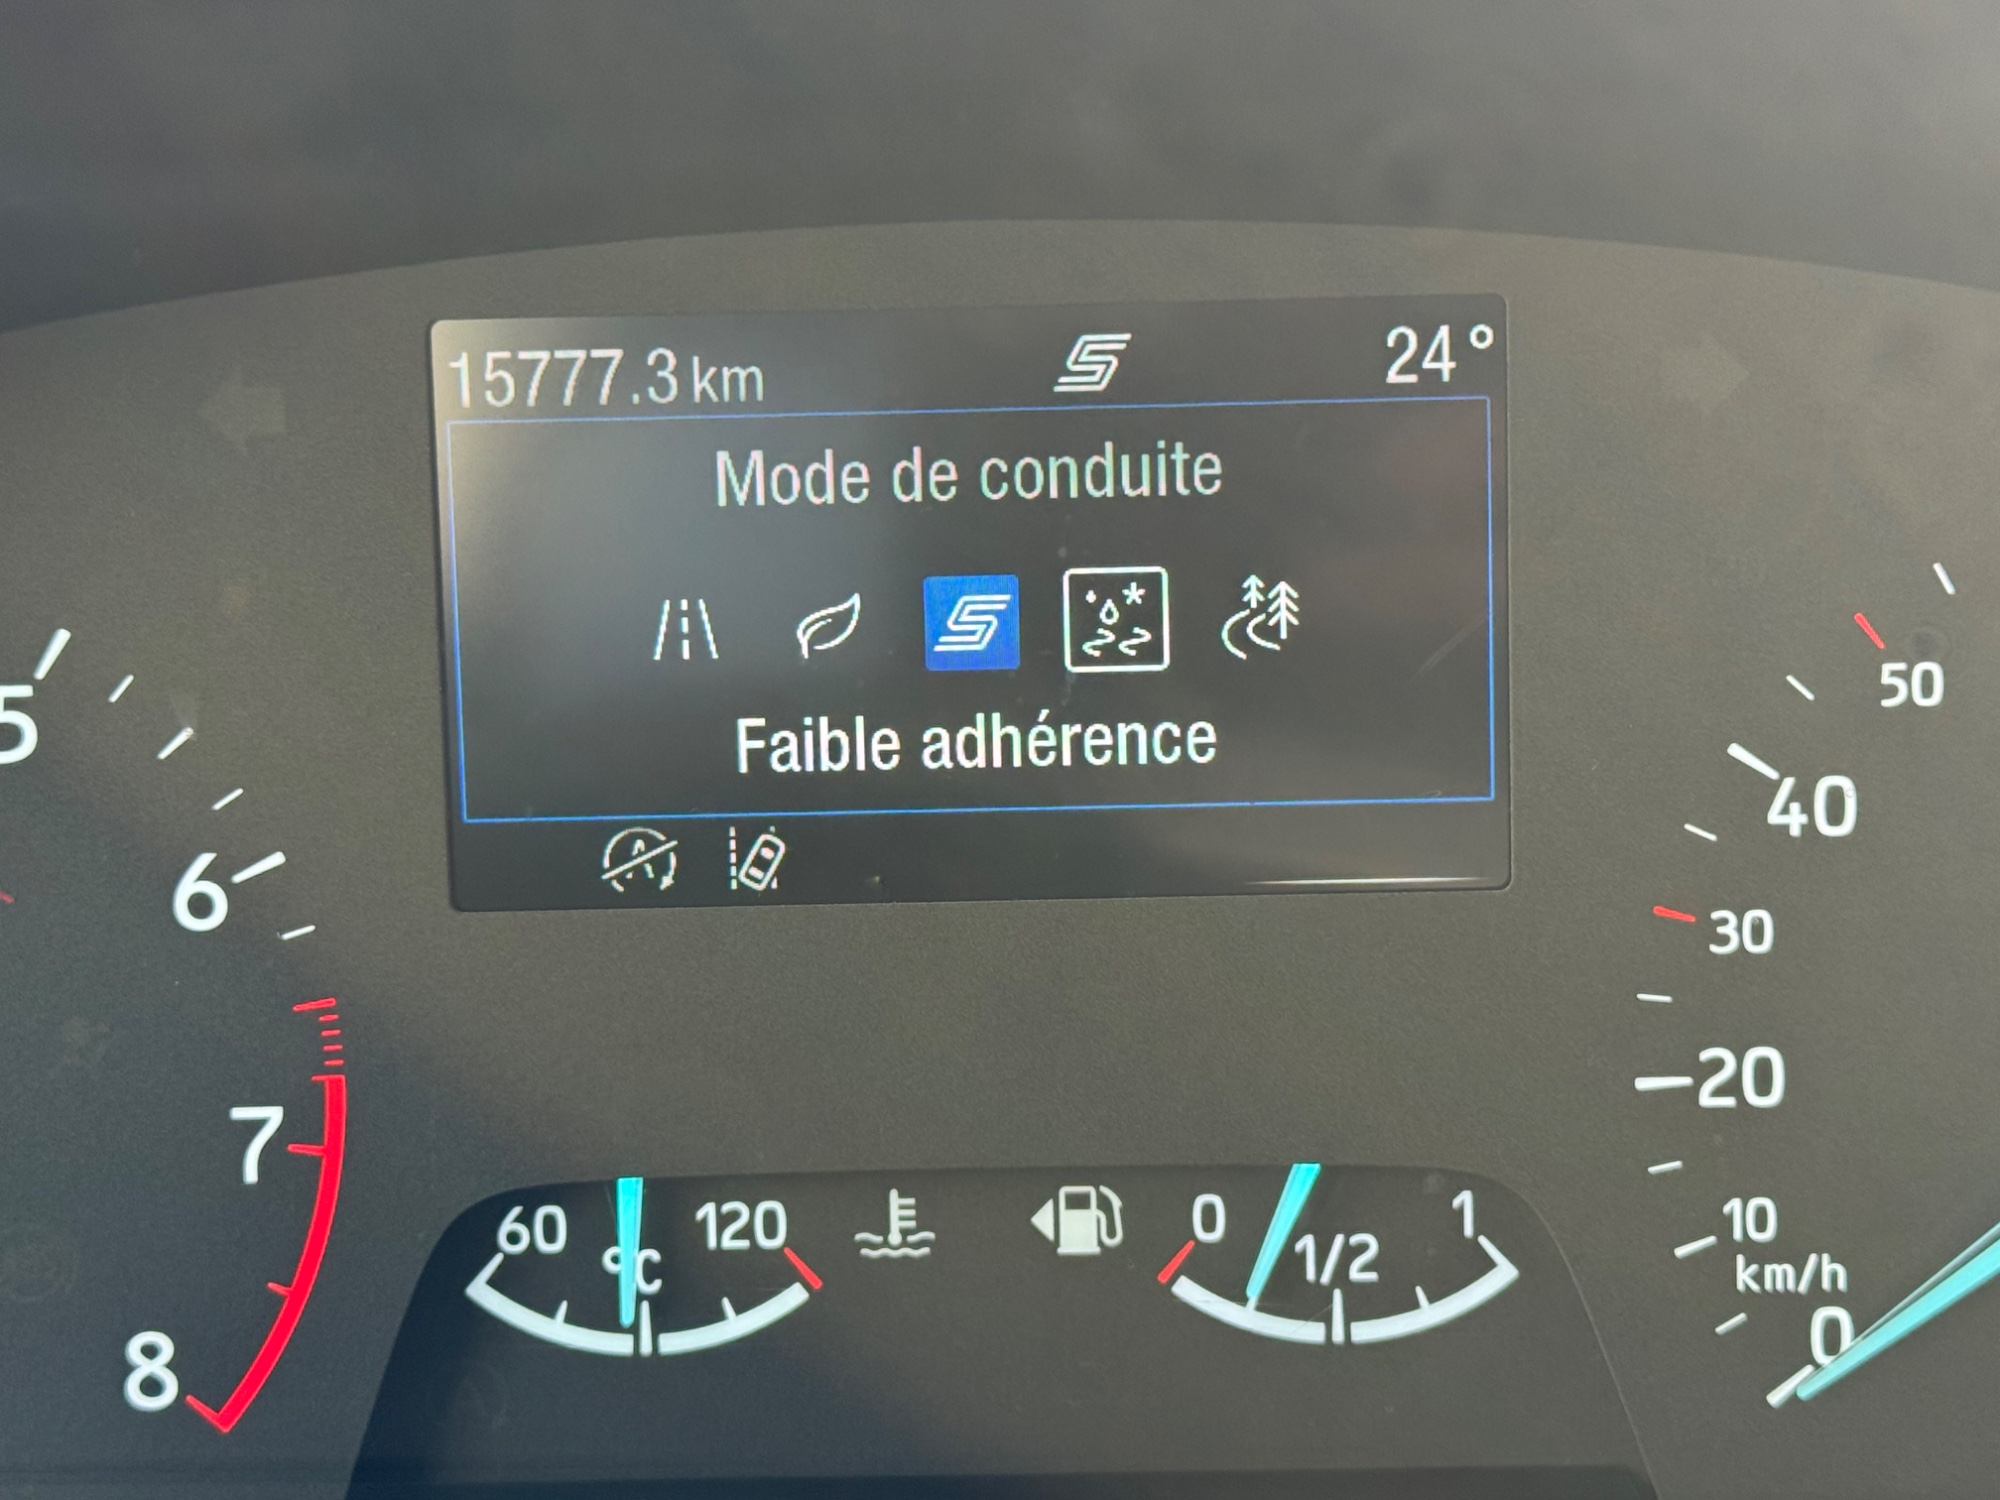 15777.3 km 24°
Mode de conduite
Faible adhérence
5
6
7
8
60 °C 120
0 1/2 1
50
40
30
20
10
km/h
0